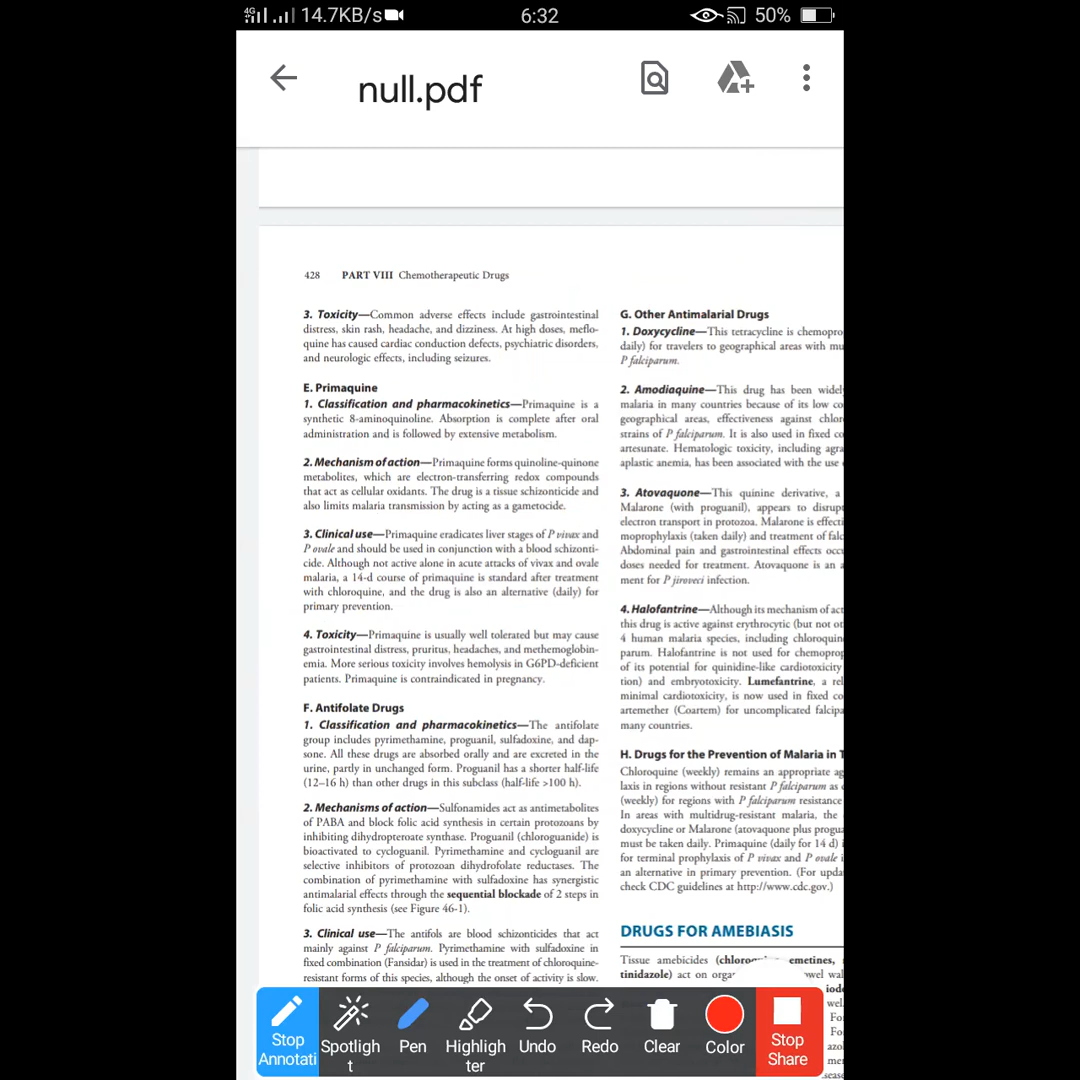 4G 14.7KB/s 6:32 50%
null.pdf
428 PART VIII Chemotherapeutic Drugs
3. Toxicity—Common adverse effects include gastrointestinal
distress, skin rash, headache, and dizziness. At high doses, meflo-
quine has caused cardiac conduction defects, psychiatric disorders,
and neurologic effects, including seizures.
E. Primaquine
1. Classification and pharmacokinetics—Primaquine is a
synthetic 8-aminoquinoline. Absorption is complete after oral
administration and is followed by extensive metabolism.
2. Mechanism of action—Primaquine forms quinoline-quinone
metabolites, which are electron-transferring redox compounds
that act as cellular oxidants. The drug is a tissue schizonticide and
also limits malaria transmission by acting as a gametocide.
3. Clinical use—Primaquine eradicates liver stages of P vivax and
P ovale and should be used in conjunction with a blood schizonti-
cide. Although not active alone in acute attacks of vivax and ovale
malaria, a 14-d course of primaquine is standard after treatment
with chloroquine, and the drug is also an alternative (daily) for
primary prevention.
4. Toxicity—Primaquine is usually well tolerated but may cause
gastrointestinal distress, pruritus, headaches, and methemoglobin-
emia. More serious toxicity involves hemolysis in G6PD-deficient
patients. Primaquine is contraindicated in pregnancy.
F. Antifolate Drugs
1. Classification and pharmacokinetics—The antifolate
group includes pyrimethamine, proguanil, sulfadoxine, and dap-
sone. All these drugs are absorbed orally and are excreted in the
urine, partly in unchanged form. Proguanil has a shorter half-life
(12–16 h) than other drugs in this subclass (half-life >100 h).
2. Mechanisms of action—Sulfonamides act as antimetabolites
of PABA and block folic acid synthesis in certain protozoans by
inhibiting dihydropteroate synthase. Proguanil (chloroguanide) is
bioactivated to cycloguanil. Pyrimethamine and cycloguanil are
selective inhibitors of protozoan dihydrofolate reductases. The
combination of pyrimethamine with sulfadoxine has synergistic
antimalarial effects through the sequential blockade of 2 steps in
folic acid synthesis (see Figure 46-1).
3. Clinical use—The antifols are blood schizonticides that act
mainly against P falciparum. Pyrimethamine with sulfadoxine in
fixed combination (Fansidar) is used in the treatment of chloroquine-
resistant forms of this species, although the onset of activity is slow.
G. Other Antimalarial Drugs
1. Doxycycline—This tetracycline is chemopro
daily) for travelers to geographical areas with mu
P falciparum.
2. Amodiaquine—This drug has been widel
malaria in many countries because of its low co
geographical areas, effectiveness against chlor
strains of P falciparum. It is also used in fixed co
artesunate. Hematologic toxicity, including agra
aplastic anemia, has been associated with the use
3. Atovaquone—This quinine derivative, a
Malarone (with proguanil), appears to disrup
electron transport in protozoa. Malarone is effecti
moprophylaxis (taken daily) and treatment of falc
Abdominal pain and gastrointestinal effects occ
doses needed for treatment. Atovaquone is an a
ment for P jiroveci infection.
4. Halofantrine—Although its mechanism of act
this drug is active against erythrocytic (but not ot
4 human malaria species, including chloroquin
parum. Halofantrine is not used for chemoprop
of its potential for quinidine-like cardiotoxicity
tion) and embryotoxicity. Lumefantrine, a rel
minimal cardiotoxicity, is now used in fixed co
artemether (Coartem) for uncomplicated falcipa
many countries.
H. Drugs for the Prevention of Malaria in T
Chloroquine (weekly) remains an appropriate ag
laxis in regions without resistant P falciparum as
(weekly) for regions with P falciparum resistance
In areas with multidrug-resistant malaria, the
doxycycline or Malarone (atovaquone plus progua
must be taken daily. Primaquine (daily for 14 d) i
for terminal prophylaxis of P vivax and P ovale i
an alternative in primary prevention. (For upda
check CDC guidelines at http://www.cdc.gov.)
DRUGS FOR AMEBIASIS
Tissue amebicides (chloro emetines,
tinidazole) act on orga owel wal
iod
wel.
Fo
Fo
azo
me
sease
Stop Annotati
Spotligh t
Pen
Highligh ter
Undo
Redo
Clear
Color
Stop Share